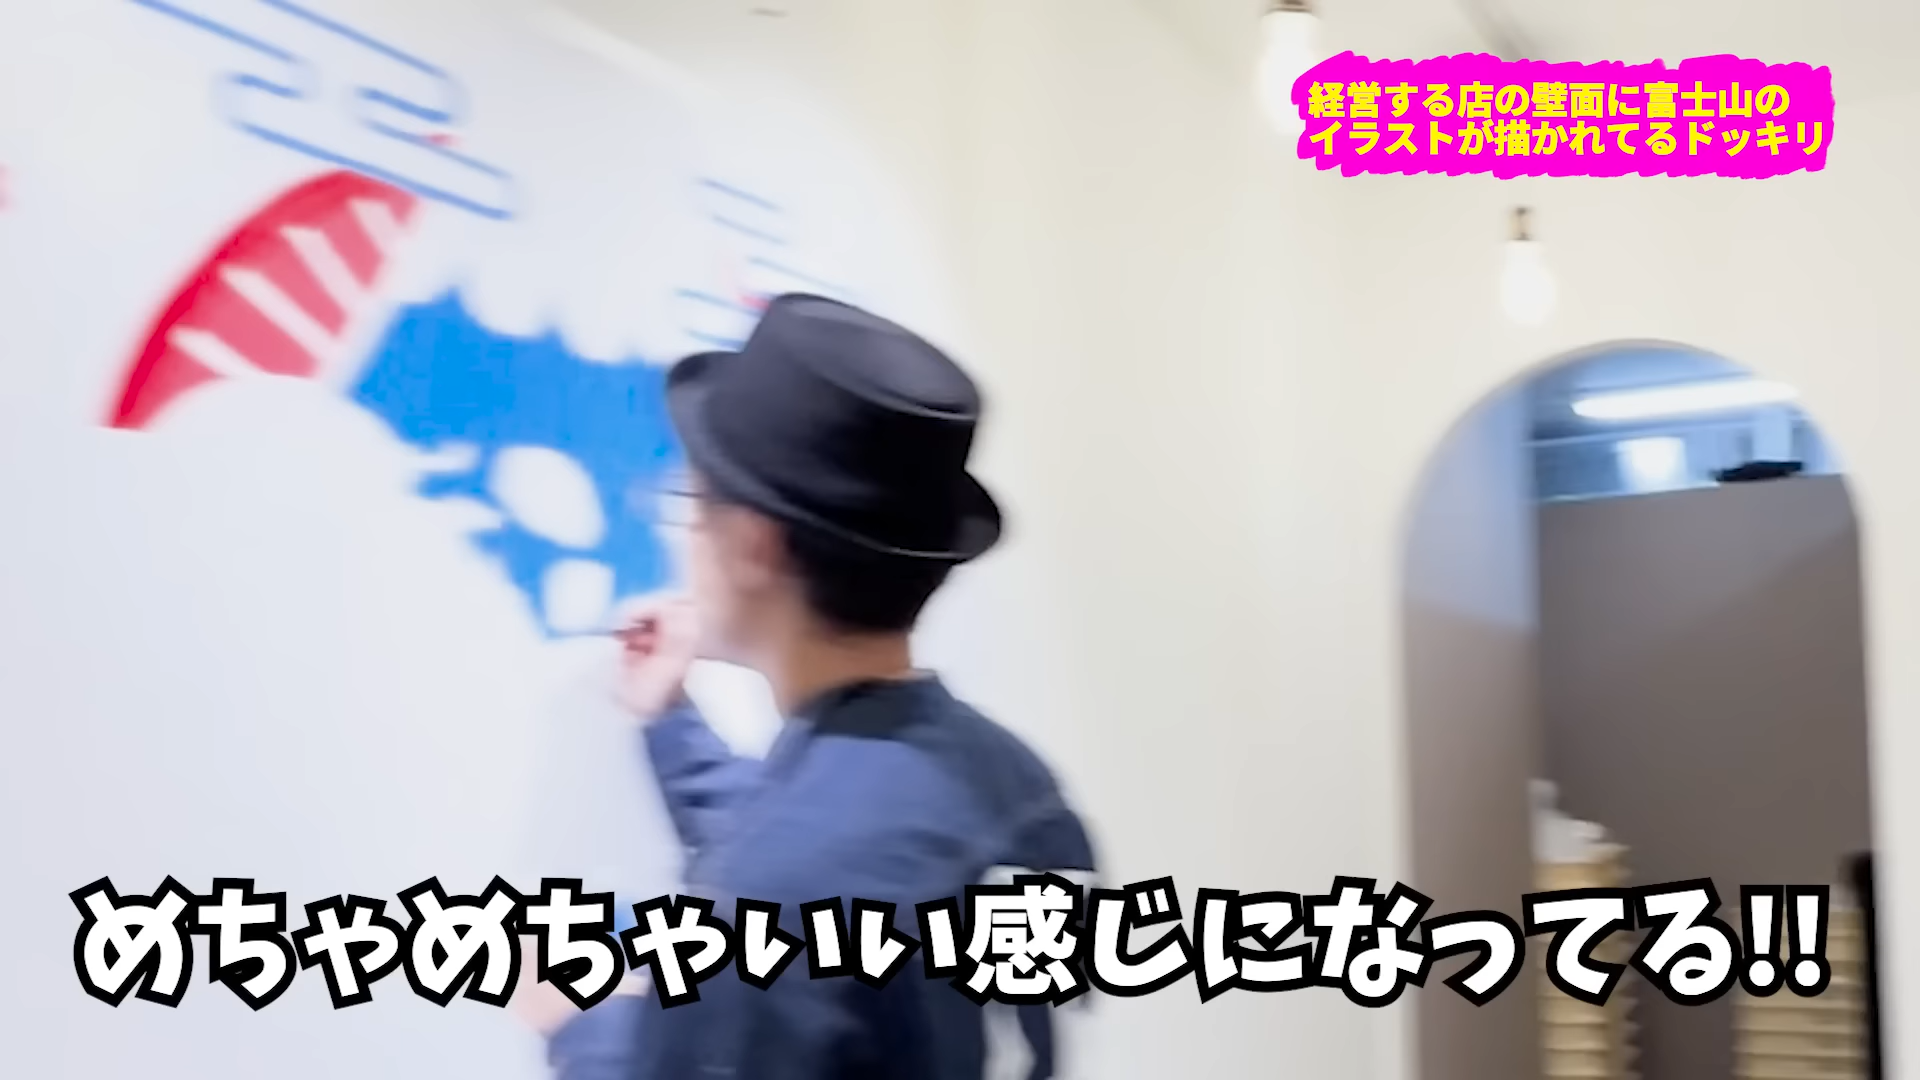 経営する店の壁面に富士山の
イラストが描かれてるドッキリ
めちゃめちゃいい感じになってる!!